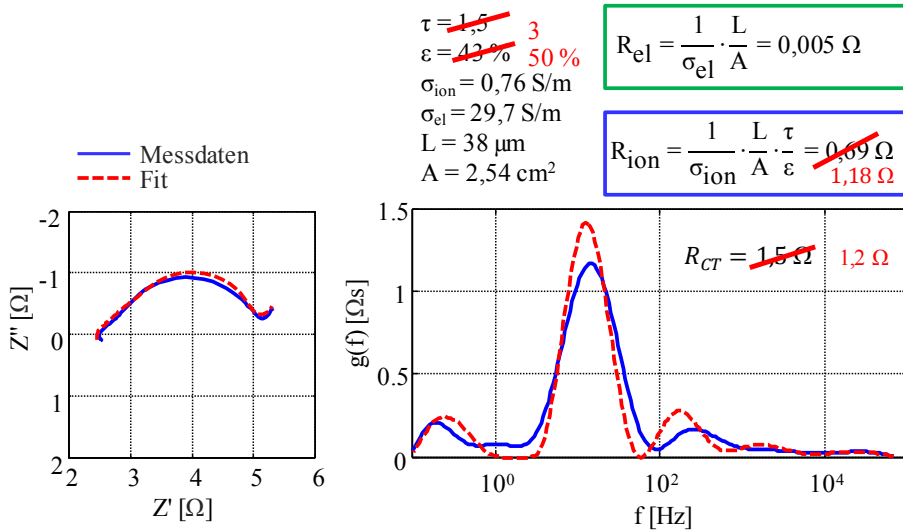 τ = 1,5 3
ε = 43 % 50 %
σion = 0,76 S/m
σel = 29,7 S/m
L = 38 µm
A = 2,54 cm²
Rel = 1/σel · L/A = 0,005 Ω
Rion = 1/σion · L/A · τ/ε = 0,69 Ω
1,18 Ω
Messdaten
Fit
-2
-1
0
1
2
2 3 4 5 6
Z'' [Ω]
Z' [Ω]
1.5
1
0.5
0
g(f) [Ωs]
RCT = 1,5 Ω 1,2 Ω
10⁰ 10² 10⁴
f [Hz]